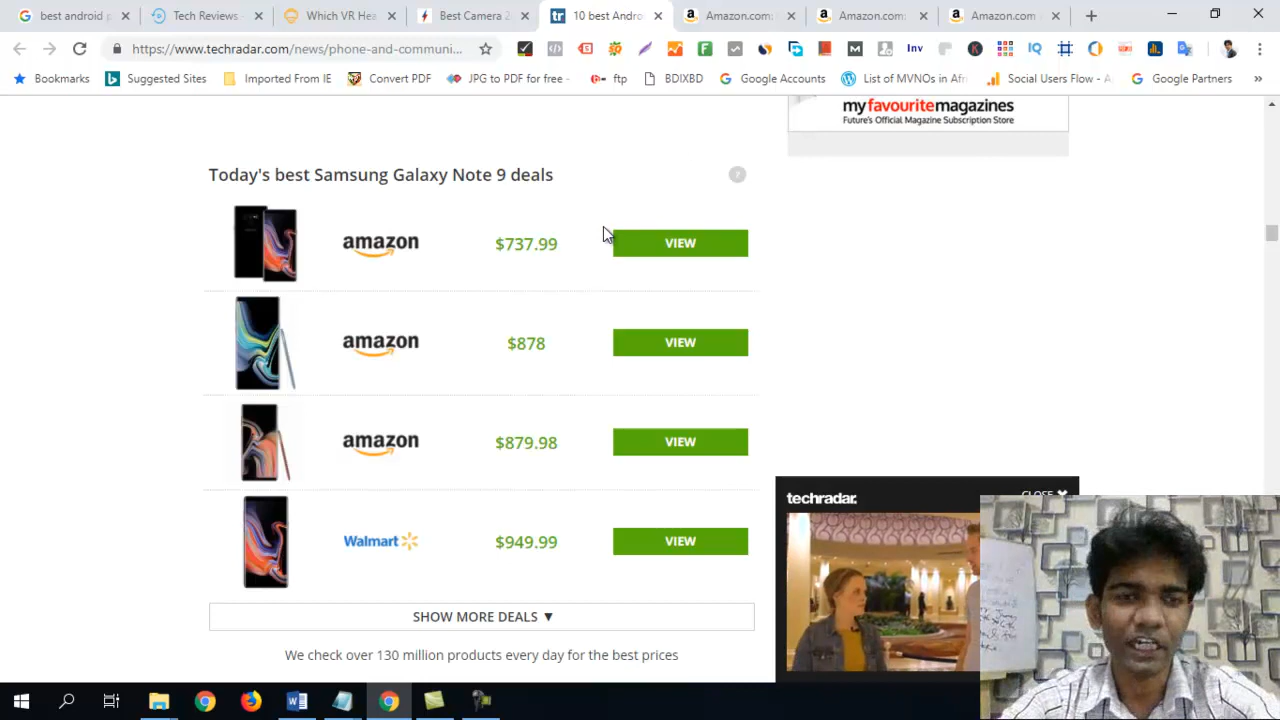 best android p
Tech Reviews -
Which VR Hea
Best Camera 2
10 best Andro
Amazon.com:
Amazon.com:
Amazon.com
https://www.techradar.com/news/phone-and-communi...
Inv
IQ
Bookmarks
Suggested Sites
Imported From IE
Convert PDF
JPG to PDF for free -
ftp
BDIXBD
Google Accounts
List of MVNOs in Afr
Social Users Flow - A
Google Partners
myfavouritemagazines
Future's Official Magazine Subscription Store
Today's best Samsung Galaxy Note 9 deals
?
amazon
$737.99
VIEW
amazon
$878
VIEW
amazon
$879.98
VIEW
Walmart
$949.99
VIEW
SHOW MORE DEALS ▼
We check over 130 million products every day for the best prices
techradar.
CLOSE